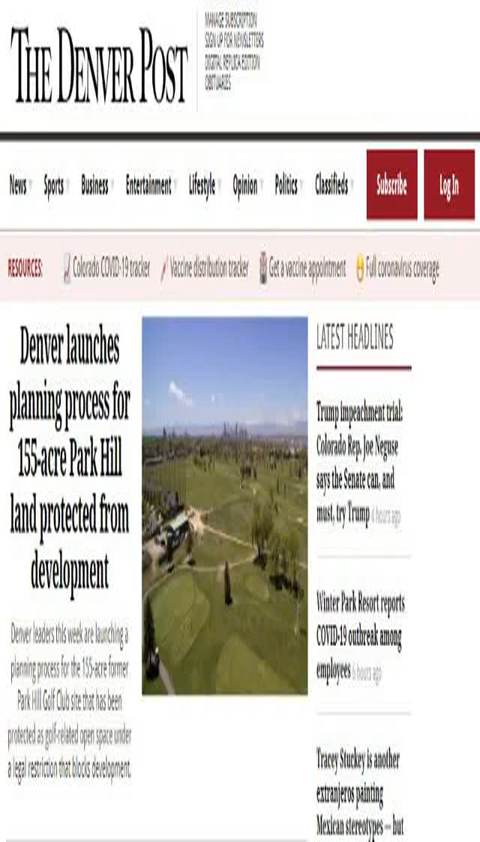 THE DENVER POST
MANAGE SUBSCRIPTION
SIGN UP FOR NEWSLETTERS
DIGITAL REPLICA EDITION
OBITUARIES
News Sports Business Entertainment Lifestyle Opinion Politics Classifieds Subscribe Log In
RESOURCES: Colorado COVID-19 tracker Vaccine distribution tracker Get a vaccine appointment Full coronavirus coverage
Denver launches
planning process for
155-acre Park Hill
land protected from
development
Denver leaders this week are launching a
planning process for the 155-acre former
Park Hill Golf Club site that has been
protected as golf-related open space under
a legal restriction that blocks development.
LATEST HEADLINES
Trump impeachment trial:
Colorado Rep. Joe Neguse
says the Senate can, and
must, try Trump hours ago
Winter Park Resort reports
COVID-19 outbreak among
employees hours ago
Tracey Stuckey is another
extranjeros painting
Mexican stereotypes — but